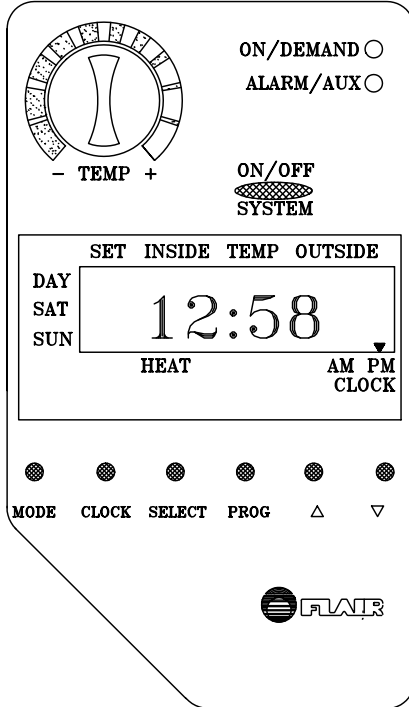 ON/DEMAND
ALARM/AUX
- TEMP +
ON/OFF
SYSTEM
SET INSIDE TEMP OUTSIDE
DAY
SAT
SUN
12:58
HEAT AM PM
CLOCK
MODE CLOCK SELECT PROG △ ▽
FLAIR